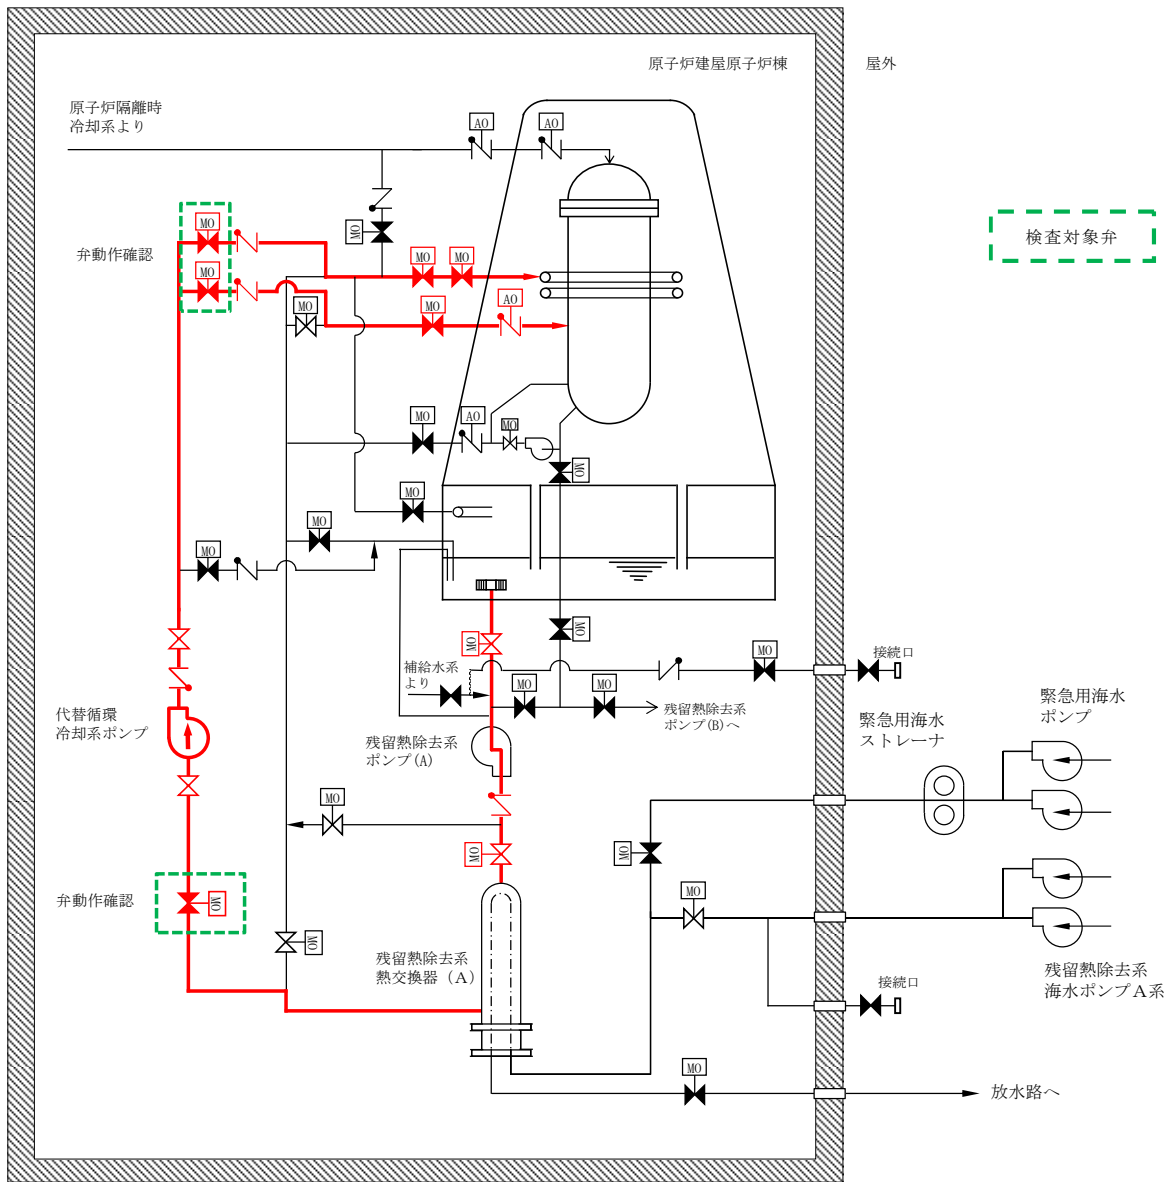 原子炉建屋原子炉棟
屋外
原子炉隔離時
冷却系より
AO
AO
MO
MO
弁動作確認
検査対象弁
MO
MO
MO
MO
AO
MO
MO
MO
AO
MO
MO
MO
MO
MO
MO
MO
補給水系
より
MO
MO
MO
接続口
残留熱除去系
ポンプ(B)へ
代替循環
冷却系ポンプ
残留熱除去系
ポンプ(A)
緊急用海水
ストレーナ
緊急用海水
ポンプ
MO
MO
MO
MO
弁動作確認
MO
MO
残留熱除去系
熱交換器（A）
接続口
残留熱除去系
海水ポンプA系
MO
放水路へ